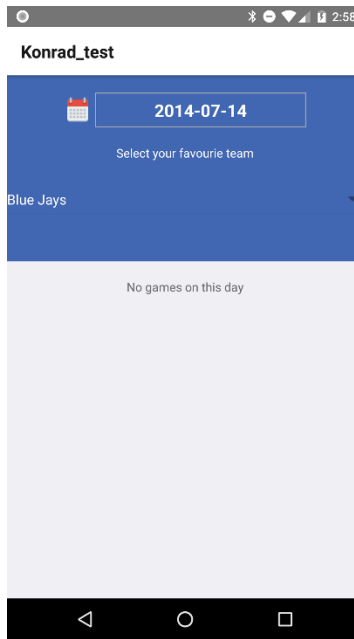 2:58
Konrad_test
2014-07-14
Select your favourie team
Blue Jays
No games on this day